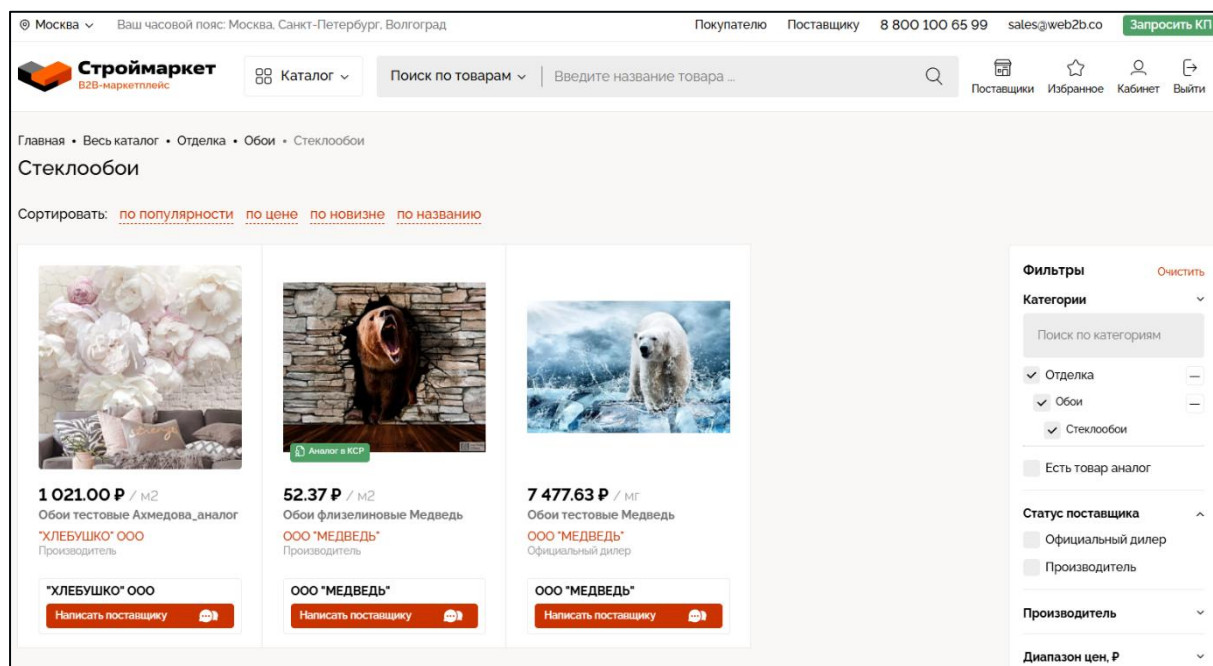 Москва Ваш часовой пояс: Москва, Санкт-Петербург, Волгоград Покупателю Поставщику 8 800 100 65 99 sales@web2b.co Запросить КП
Строймаркет
B2B-маркетплейс
Каталог Поиск по товарам Введите название товара ...
Поставщики Избранное Кабинет Выйти
Главная • Весь каталог • Отделка • Обои • Стеклообои
Стеклообои
Сортировать: по популярности по цене по новизне по названию
Аналог в КСР
1 021.00 ₽ / м2
Обои тестовые Ахмедова_аналог
"ХЛЕБУШКО" ООО
Производитель
"ХЛЕБУШКО" ООО
Написать поставщику
52.37 ₽ / м2
Обои флизелиновые Медведь
ООО "МЕДВЕДЬ"
Производитель
ООО "МЕДВЕДЬ"
Написать поставщику
7 477.63 ₽ / мг
Обои тестовые Медведь
ООО "МЕДВЕДЬ"
Официальный дилер
ООО "МЕДВЕДЬ"
Написать поставщику
Фильтры Очистить
Категории
Поиск по категориям
Отделка
Обои
Стеклообои
Есть товар аналог
Статус поставщика
Официальный дилер
Производитель
Производитель
Диапазон цен, ₽